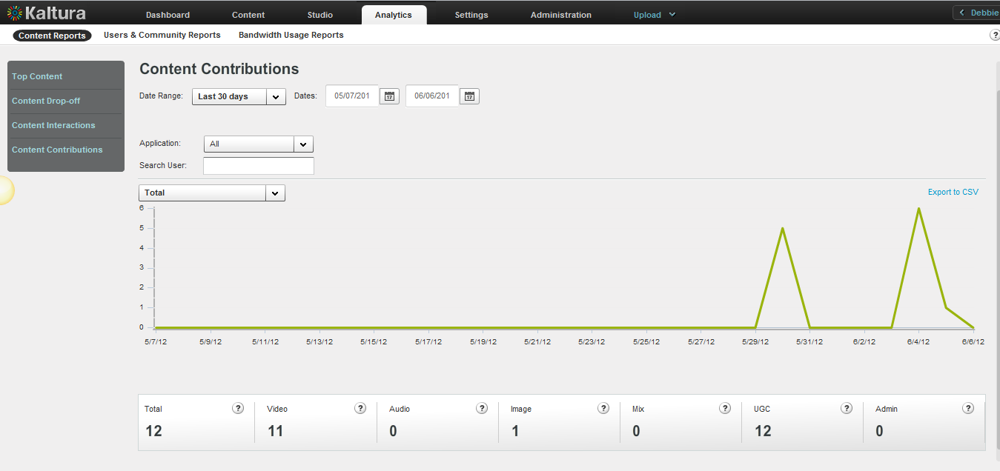 Kaltura Dashboard Content Studio Analytics Settings Administration Upload Debbie
Content Reports Users & Community Reports Bandwidth Usage Reports ?
Top Content
Content Drop-off
Content Interactions
Content Contributions
Content Contributions
Date Range: Last 30 days Dates: 05/07/201 17 06/06/201 17
Application: All
Search User:
Total
Export to CSV
6
5
4
3
2
1
0
5/7/12 5/9/12 5/11/12 5/13/12 5/15/12 5/17/12 5/19/12 5/21/12 5/23/12 5/25/12 5/27/12 5/29/12 5/31/12 6/2/12 6/4/12 6/6/12
Total ? Video ? Audio ? Image ? Mix ? UGC ? Admin ?
12 11 0 1 0 12 0